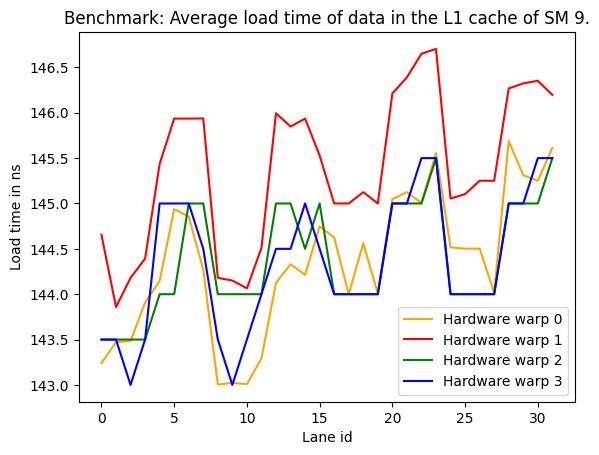 Benchmark: Average load time of data in the L1 cache of SM 9.
Load time in ns
146.5
146.0
145.5
145.0
144.5
144.0
143.5
143.0
Hardware warp 0
Hardware warp 1
Hardware warp 2
Hardware warp 3
0 5 10 15 20 25 30
Lane id